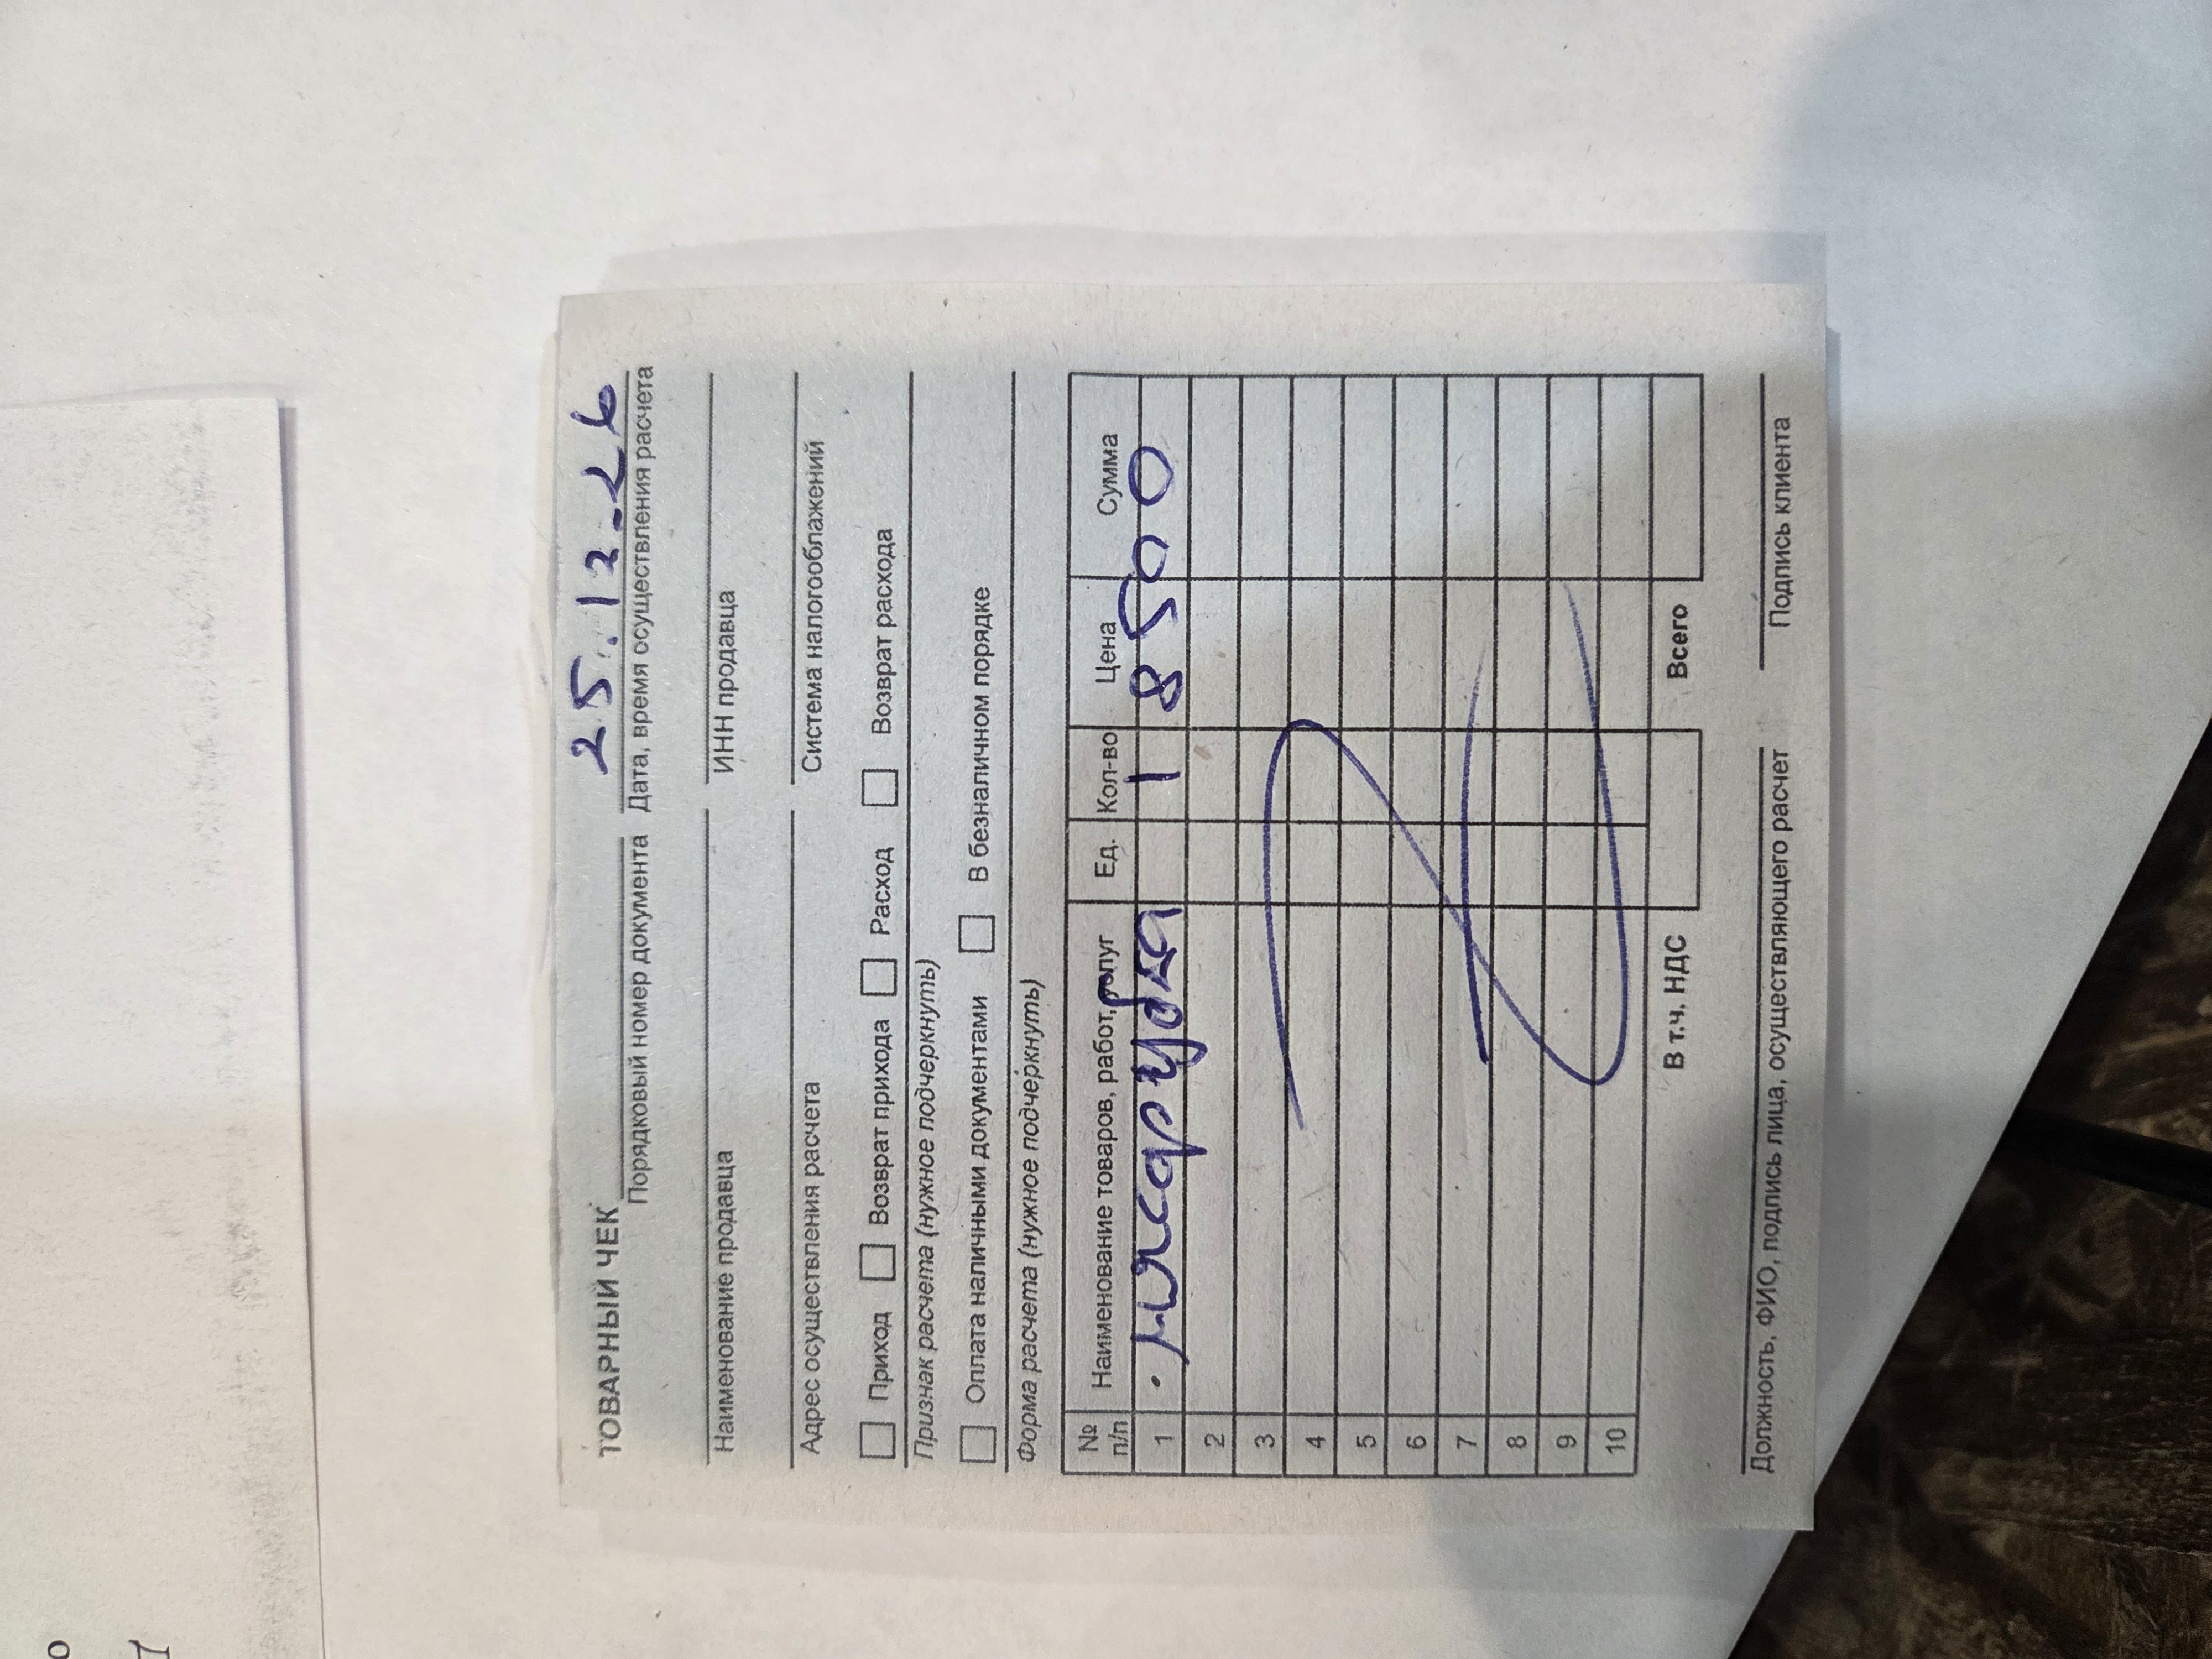 ТОВАРНЫЙ ЧЕК
25.12-26
Порядковый номер документа Дата, время осуществления расчета
Наименование продавца ИНН продавца
Адрес осуществления расчета Система налогооблажений
Приход Возврат прихода Расход Возврат расхода
Признак расчета (нужное подчеркнуть)
Оплата наличными документами В безналичном порядке
Форма расчета (нужное подчеркнуть)
№ п/п Наименование товаров, работ, услуг Ед. Кол-во Цена Сумма
1 мясорубка 1 8500
2
3
4
5
6
7
8
9
10
В т.ч. НДС Всего
Должность, ФИО, подпись лица, осуществляющего расчет Подпись клиента